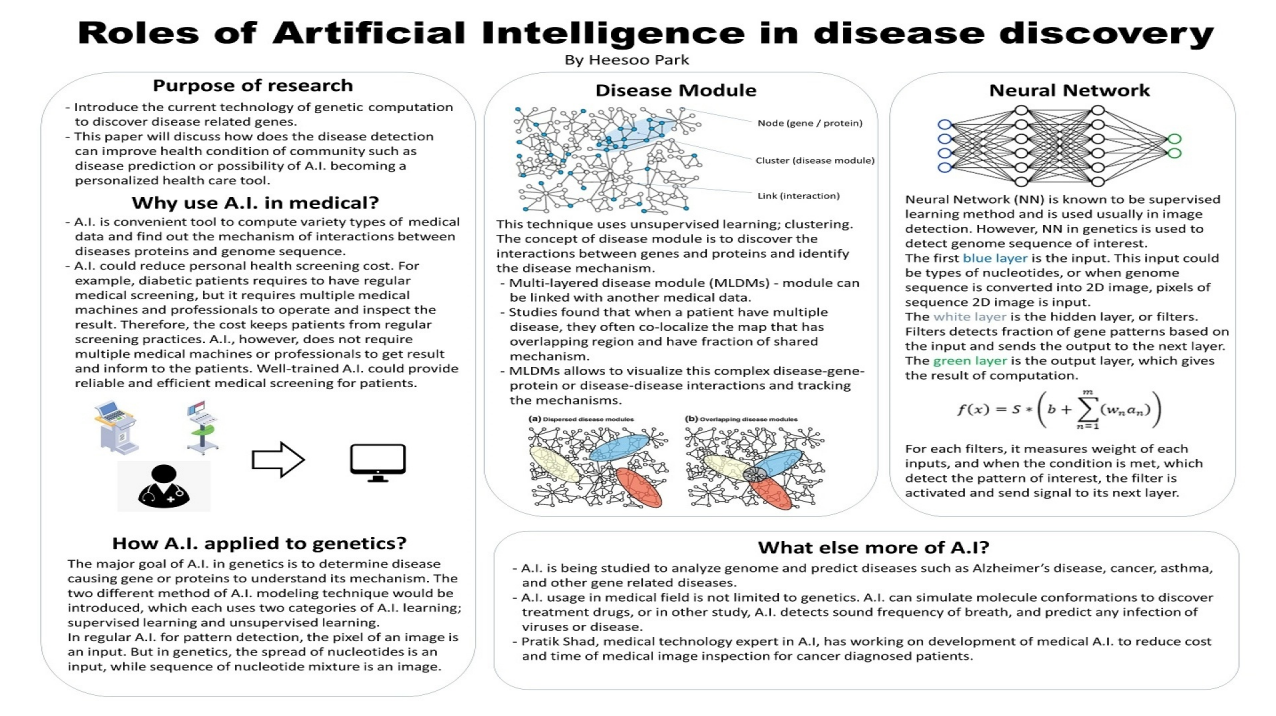 Roles of Artificial Intelligence in disease discovery
By Heesoo Park
Purpose of research
- Introduce the current technology of genetic computation
to discover disease related genes.
- This paper will discuss how does the disease detection
can improve health condition of community such as
disease prediction or possibility of A.I. becoming a
personalized health care tool.
Why use A.I. in medical?
- A.I. is convenient tool to compute variety types of medical
data and find out the mechanism of interactions between
diseases proteins and genome sequence.
- A.I. could reduce personal health screening cost. For
example, diabetic patients requires to have regular
medical screening, but it requires multiple medical
machines and professionals to operate and inspect the
result. Therefore, the cost keeps patients from regular
screening practices. A.I., however, does not require
multiple medical machines or professionals to get result
and inform to the patients. Well-trained A.I. could provide
reliable and efficient medical screening for patients.
How A.I. applied to genetics?
The major goal of A.I. in genetics is to determine disease
causing gene or proteins to understand its mechanism. The
two different method of A.I. modeling technique would be
introduced, which each uses two categories of A.I. learning;
supervised learning and unsupervised learning.
In regular A.I. for pattern detection, the pixel of an image is
an input. But in genetics, the spread of nucleotides is an
input, while sequence of nucleotide mixture is an image.
Disease Module
Node (gene / protein)
Cluster (disease module)
Link (interaction)
This technique uses unsupervised learning; clustering.
The concept of disease module is to discover the
interactions between genes and proteins and identify
the disease mechanism.
- Multi-layered disease module (MLDMs) - module can
be linked with another medical data.
- Studies found that when a patient have multiple
disease, they often co-localize the map that has
overlapping region and have fraction of shared
mechanism.
- MLDMs allows to visualize this complex disease-gene-
protein or disease-disease interactions and tracking
the mechanisms.
(a) Dispersed disease modules
(b) Overlapping disease modules
Neural Network
Neural Network (NN) is known to be supervised
learning method and is used usually in image
detection. However, NN in genetics is used to
detect genome sequence of interest.
The first blue layer is the input. This input could
be types of nucleotides, or when genome
sequence is converted into 2D image, pixels of
sequence 2D image is input.
The white layer is the hidden layer, or filters.
Filters detects fraction of gene patterns based on
the input and sends the output to the next layer.
The green layer is the output layer, which gives
the result of computation.
f(x) = S * (b + ∑_{n=1}^{m} (w_n a_n))
For each filters, it measures weight of each
inputs, and when the condition is met, which
detect the pattern of interest, the filter is
activated and send signal to its next layer.
What else more of A.I?
- A.I. is being studied to analyze genome and predict diseases such as Alzheimer's disease, cancer, asthma,
and other gene related diseases.
- A.I. usage in medical field is not limited to genetics. A.I. can simulate molecule conformations to discover
treatment drugs, or in other study, A.I. detects sound frequency of breath, and predict any infection of
viruses or disease.
- Pratik Shad, medical technology expert in A.I, has working on development of medical A.I. to reduce cost
and time of medical image inspection for cancer diagnosed patients.